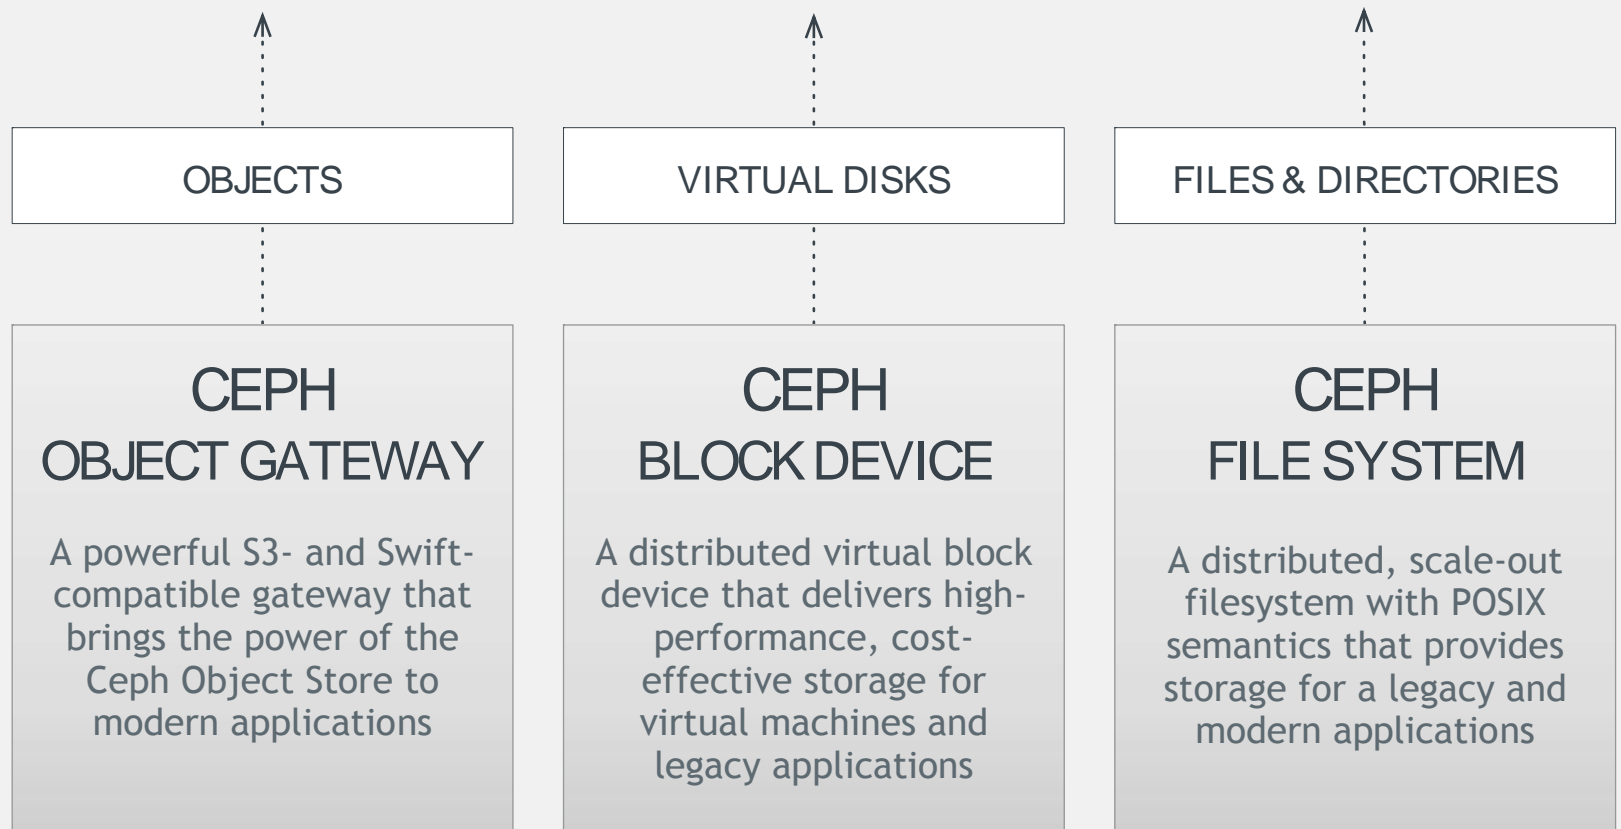 OBJECTS
VIRTUAL DISKS
FILES & DIRECTORIES
CEPH
OBJECT GATEWAY
A powerful S3- and Swift-
compatible gateway that
brings the power of the
Ceph Object Store to
modern applications
CEPH
BLOCK DEVICE
A distributed virtual block
device that delivers high-
performance, cost-
effective storage for
virtual machines and
legacy applications
CEPH
FILE SYSTEM
A distributed, scale-out
filesystem with POSIX
semantics that provides
storage for a legacy and
modern applications